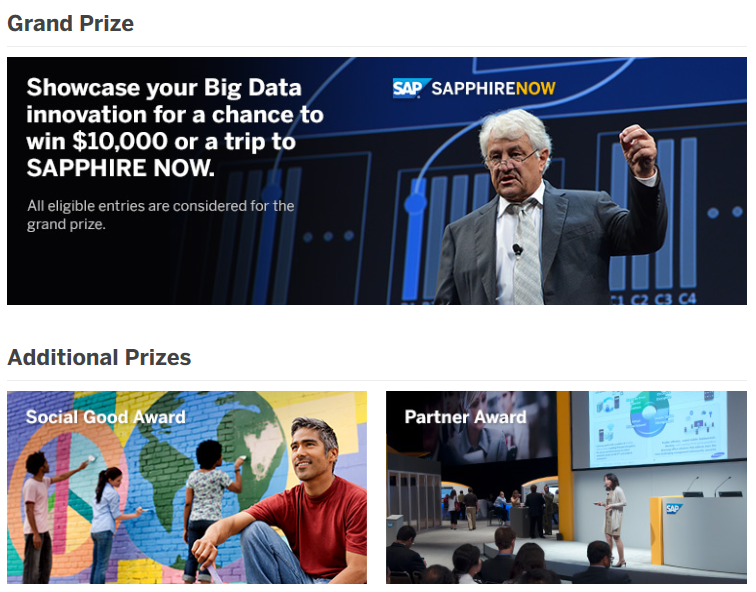 Grand Prize
Showcase your Big Data
innovation for a chance to
win $10,000 or a trip to
SAPPHIRE NOW.
All eligible entries are considered for the
grand prize.
SAP SAPPHIRENOW
C1 C2 C3 C4
Additional Prizes
Social Good Award
Partner Award
SAMSUNG
SAP